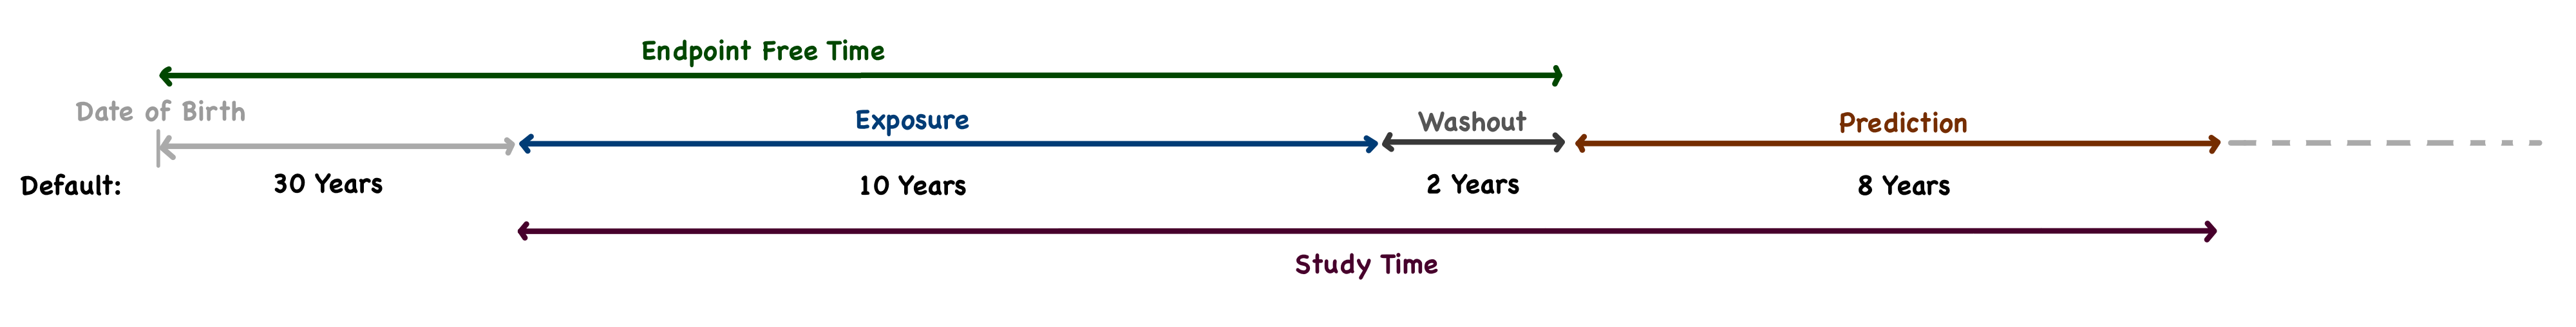 Endpoint Free Time
Date of Birth
Exposure
Washout
Prediction
Default:
30 Years
10 Years
2 Years
8 Years
Study Time